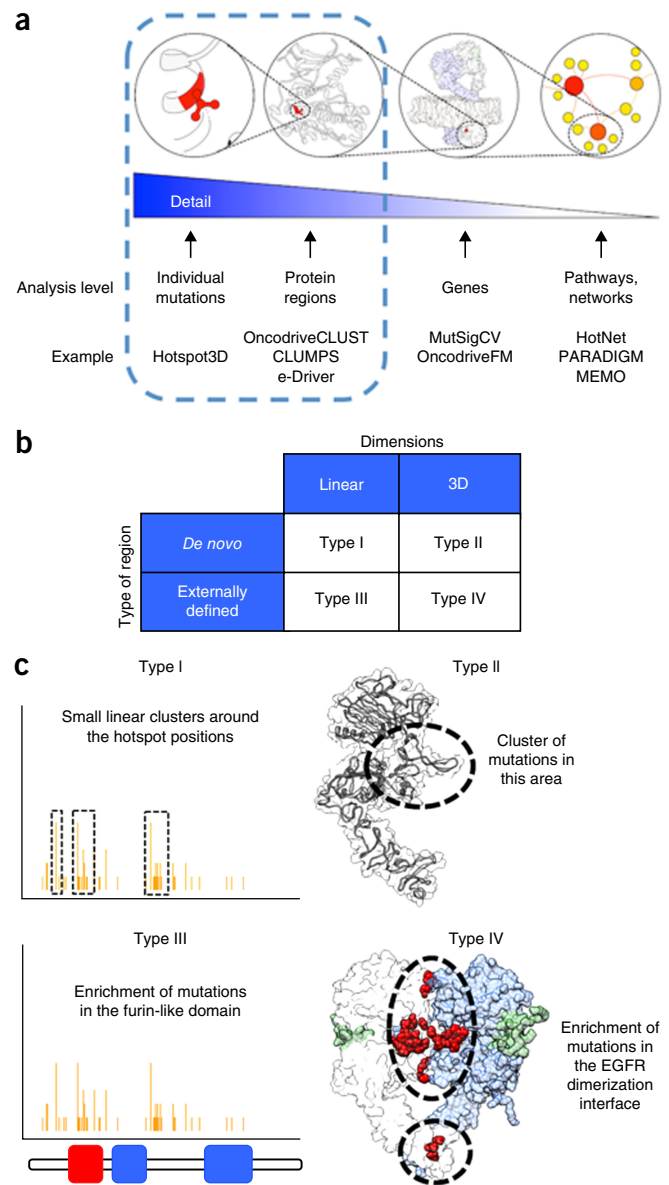 a
Detail
Analysis level
Individual
mutations
Protein
regions
Genes
Pathways,
networks
Example
Hotspot3D
OncodriveCLUST
CLUMPS
e-Driver
MutSigCV
OncodriveFM
HotNet
PARADIGM
MEMO
b
Dimensions
Linear
3D
Type of region
De novo
Type I
Type II
Externally
defined
Type III
Type IV
c
Type I
Small linear clusters around
the hotspot positions
Type II
Cluster of
mutations in
this area
Type III
Enrichment of mutations
in the furin-like domain
Type IV
Enrichment of
mutations in
the EGFR
dimerization
interface